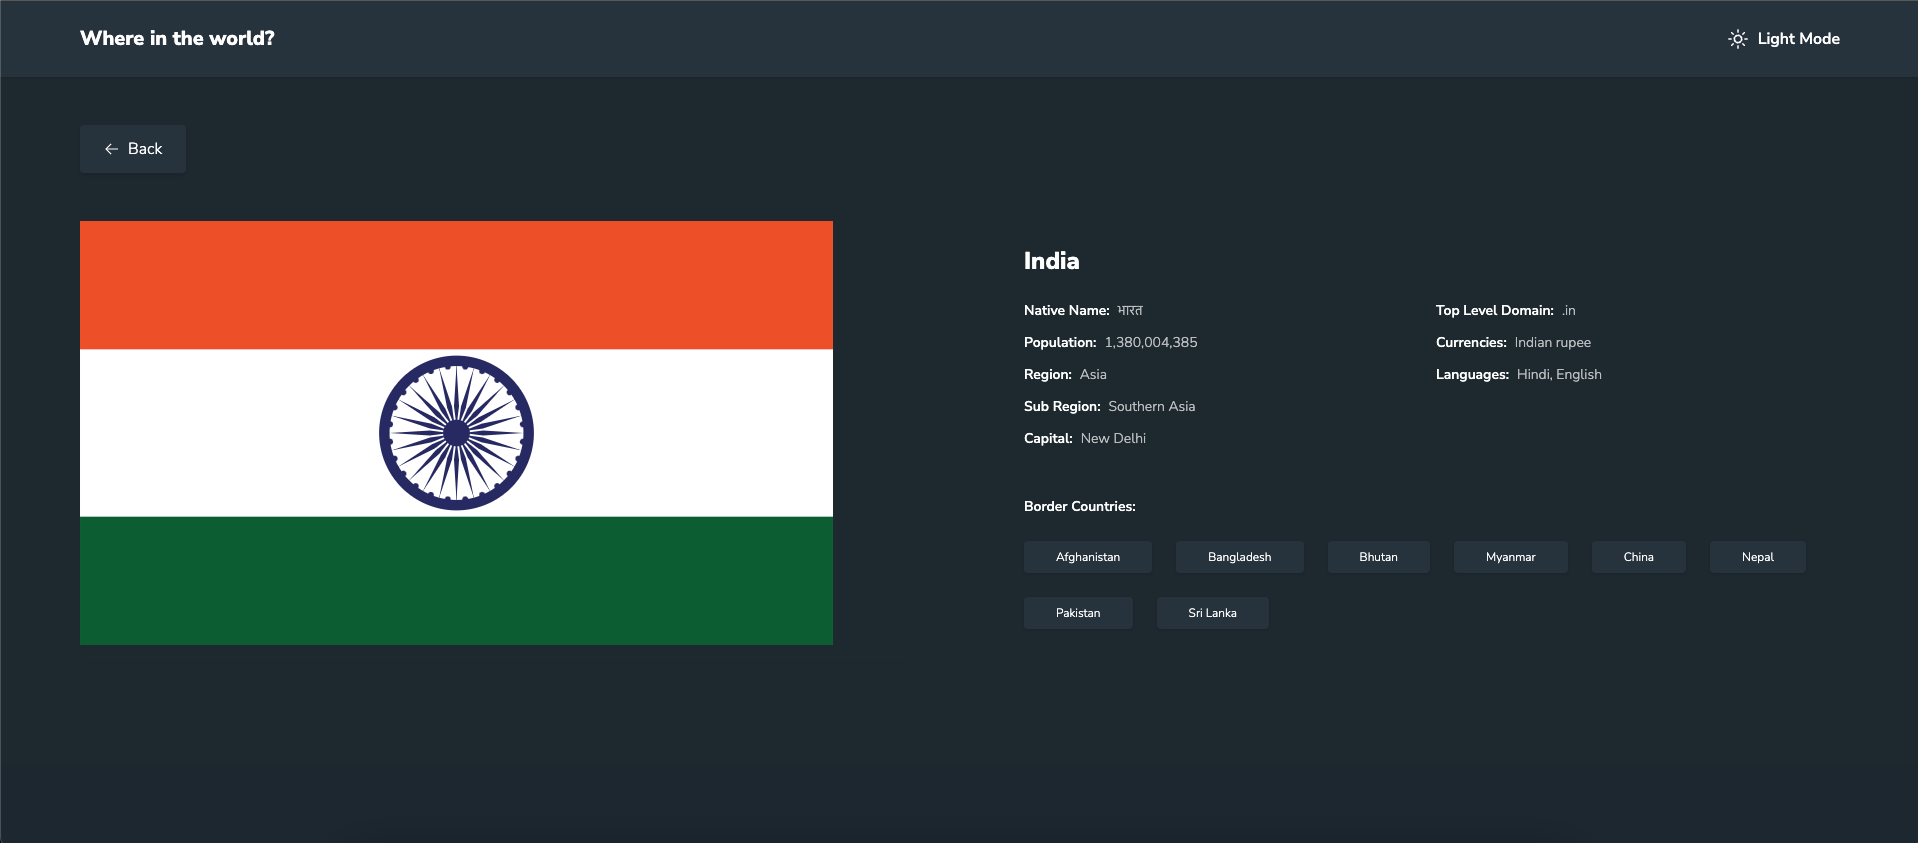 Where in the world?
Light Mode
Back
India
Native Name: भारत
Population: 1,380,004,385
Region: Asia
Sub Region: Southern Asia
Capital: New Delhi
Top Level Domain: .in
Currencies: Indian rupee
Languages: Hindi, English
Border Countries:
Afghanistan Bangladesh Bhutan Myanmar China Nepal
Pakistan Sri Lanka